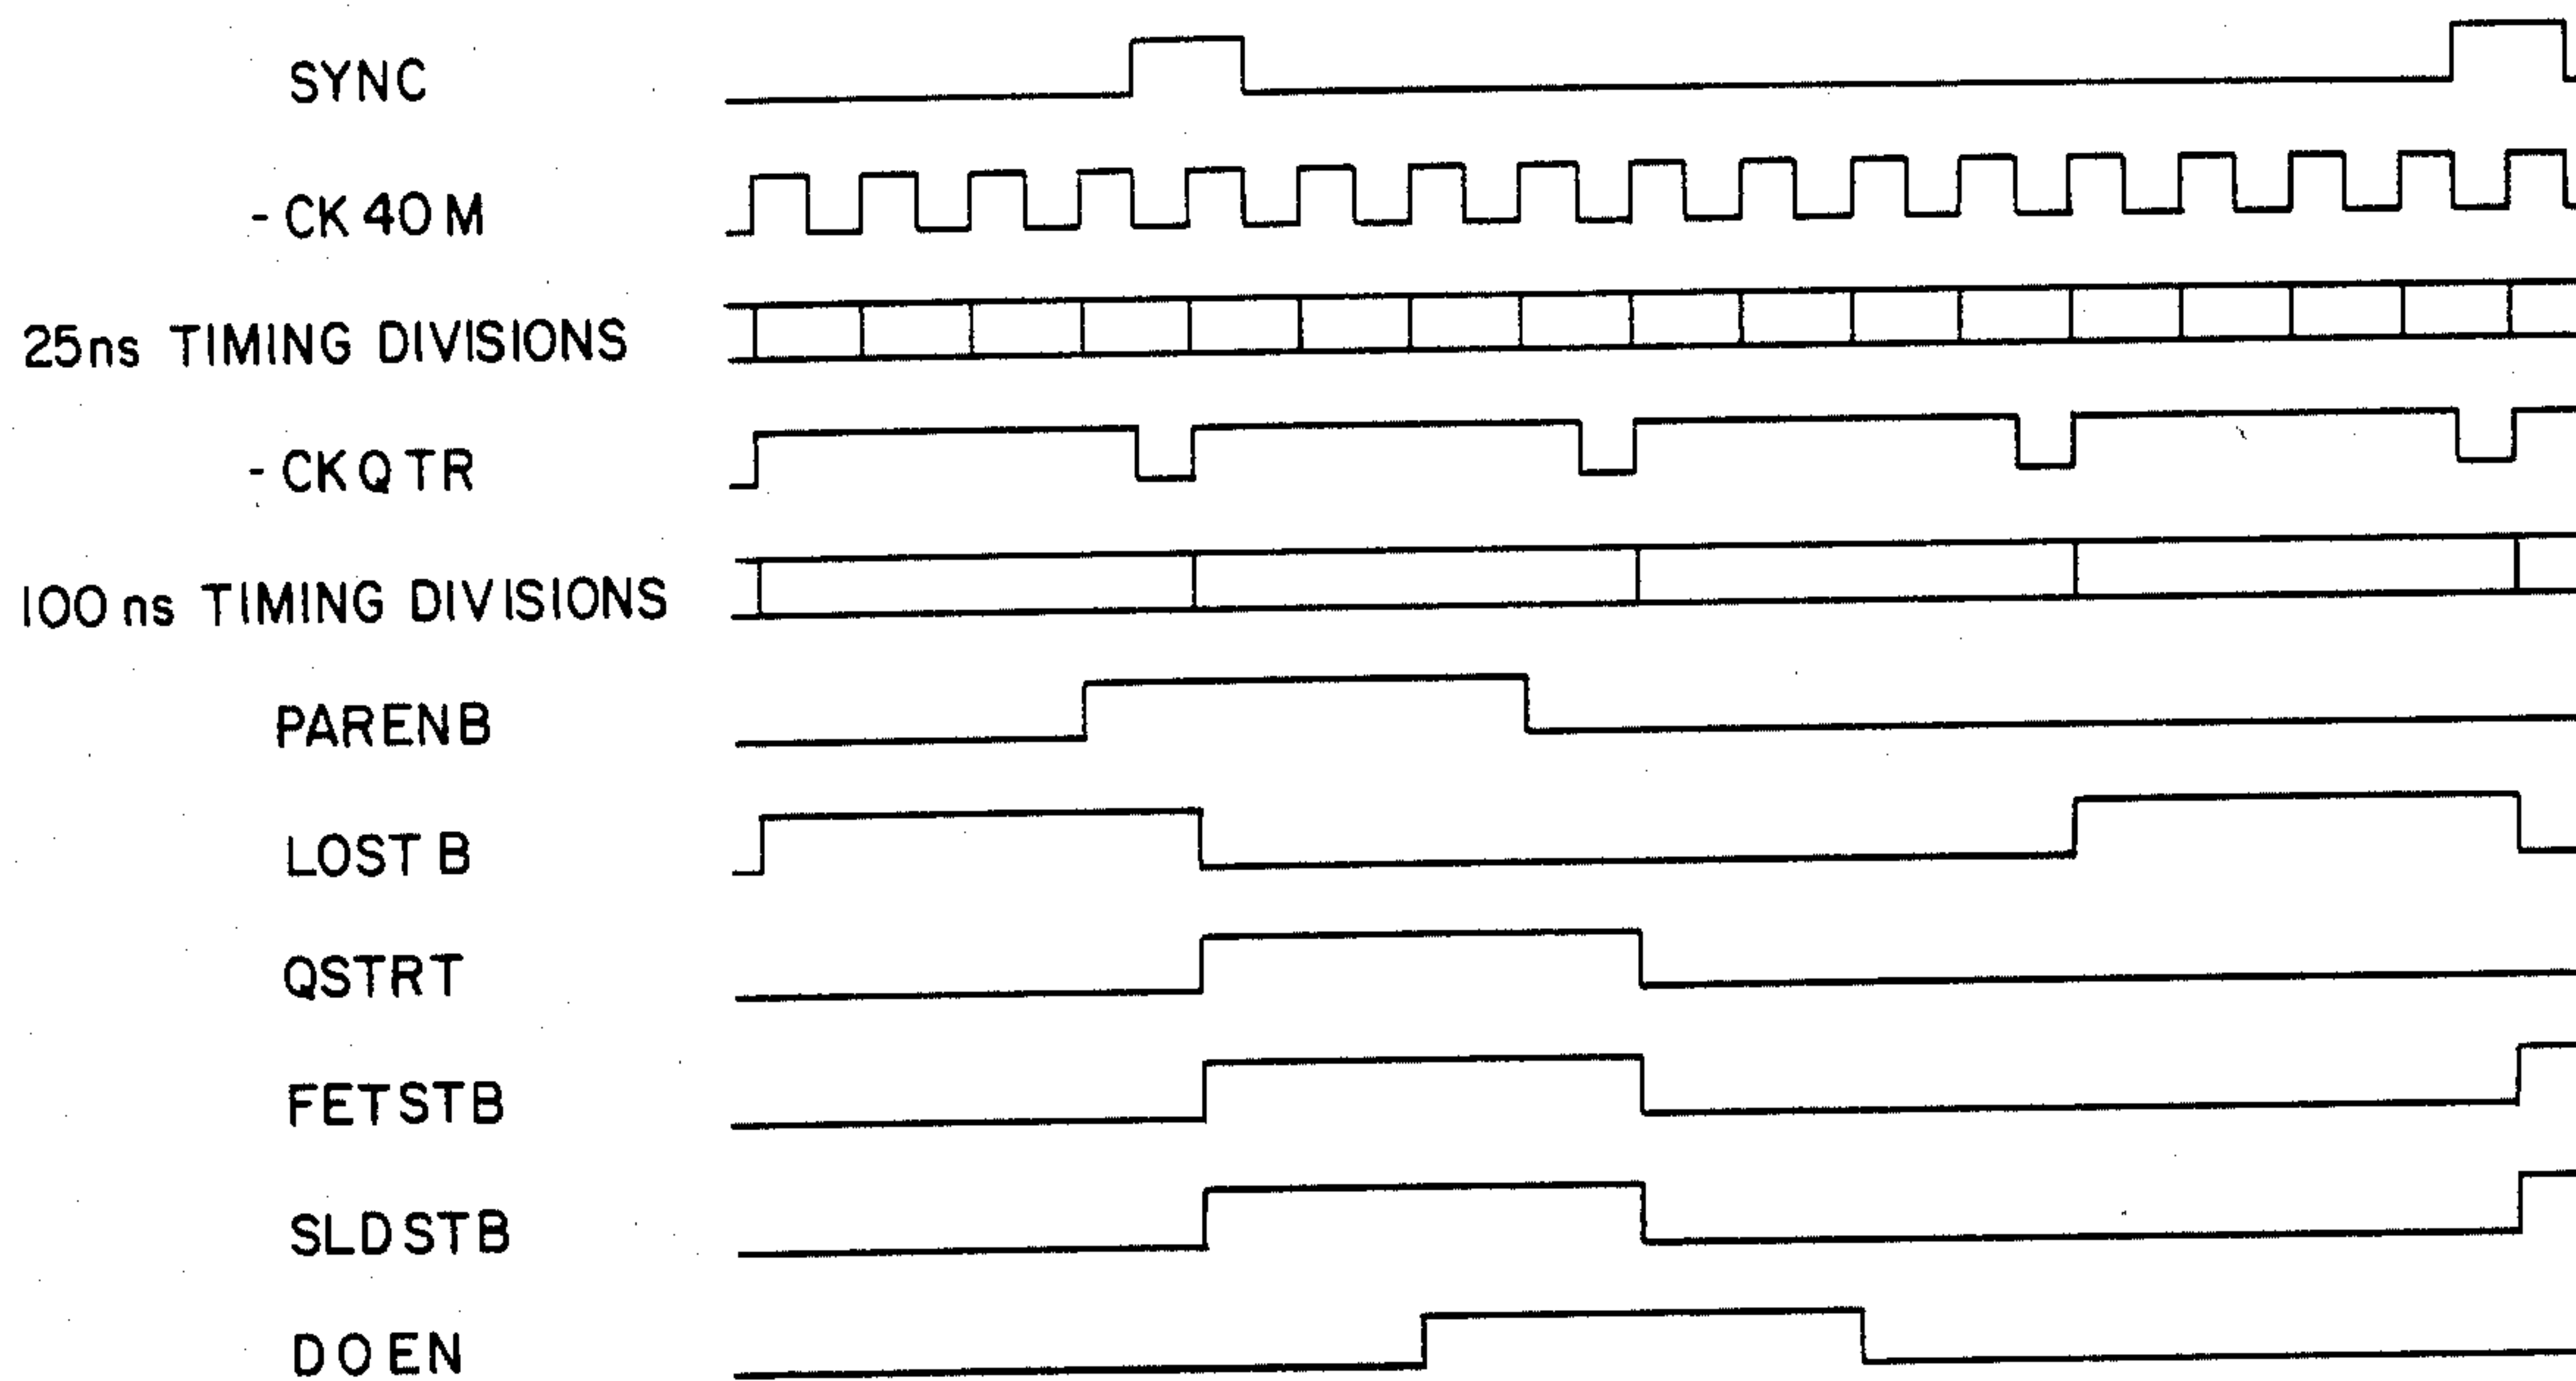 SYNC
-CK40M
25ns TIMING DIVISIONS
-CKQTR
100ns TIMING DIVISIONS
PARENB
LOSTB
QSTRT
FETSTB
SLDSTB
DOEN